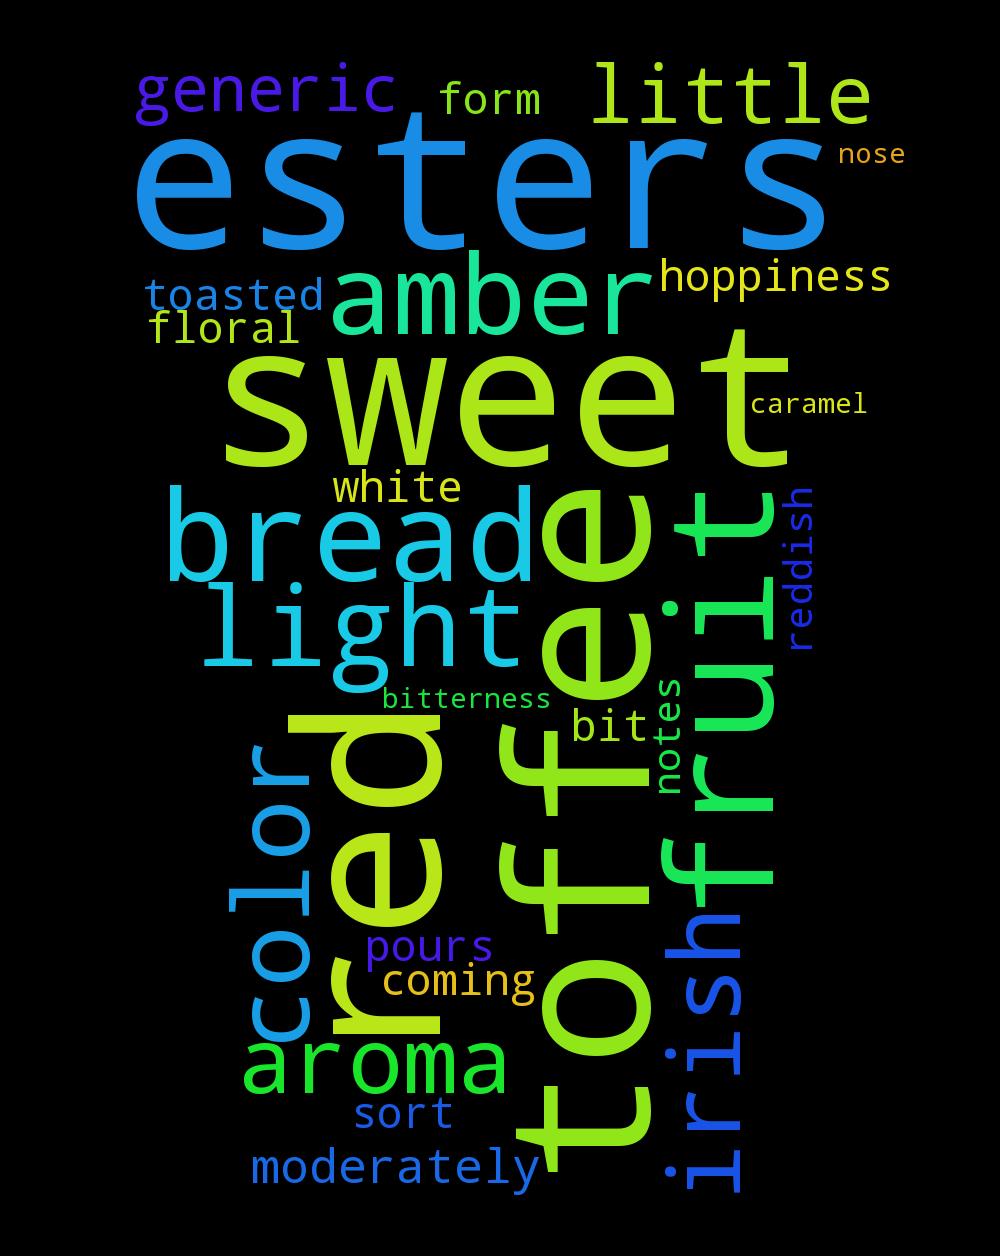 generic
form
little
esters
nose
toasted
amber
hoppiness
floral
sweet
caramel
white
bread
light
toffee
fruit
reddish
bitterness
bit
notes
color
red
pours
coming
irish
aroma
sort
moderately